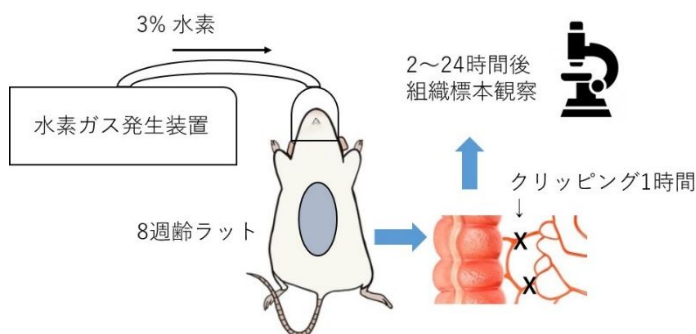 3% 水素
水素ガス発生装置
2～24時間後
組織標本観察
クリッピング1時間
↓
8週齢ラット
X
X